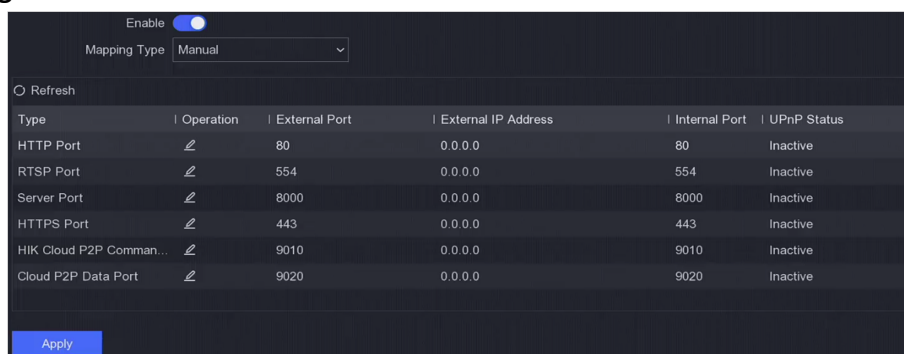 Enable
Mapping Type Manual
Refresh
Type Operation External Port External IP Address Internal Port UPnP Status
HTTP Port 80 0.0.0.0 80 Inactive
RTSP Port 554 0.0.0.0 554 Inactive
Server Port 8000 0.0.0.0 8000 Inactive
HTTPS Port 443 0.0.0.0 443 Inactive
HIK Cloud P2P Comman... 9010 0.0.0.0 9010 Inactive
Cloud P2P Data Port 9020 0.0.0.0 9020 Inactive
Apply